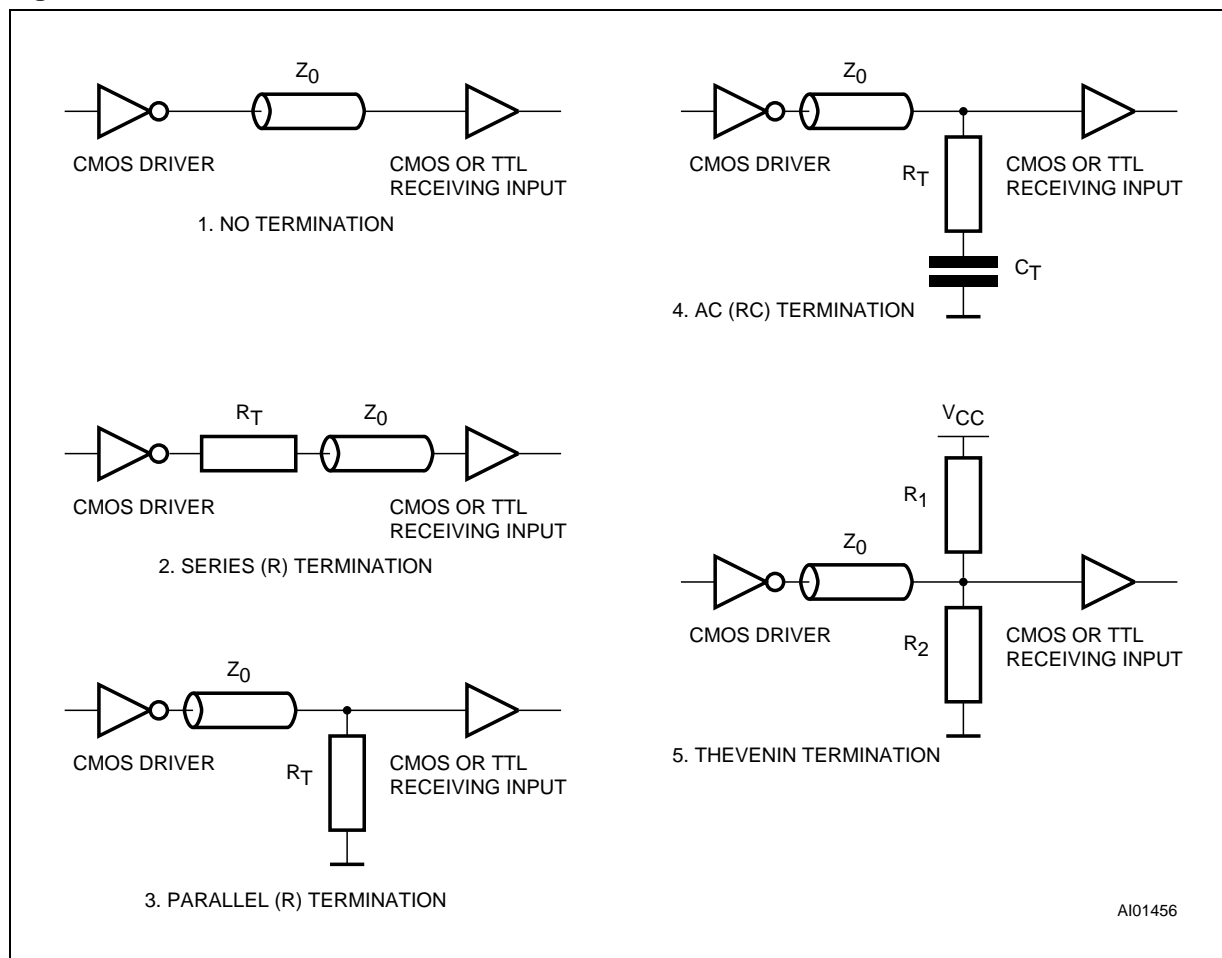 Z0
CMOS DRIVER
CMOS OR TTL
RECEIVING INPUT
1. NO TERMINATION
RT
Z0
CMOS DRIVER
CMOS OR TTL
RECEIVING INPUT
2. SERIES (R) TERMINATION
Z0
CMOS DRIVER
RT
CMOS OR TTL
RECEIVING INPUT
3. PARALLEL (R) TERMINATION
Z0
CMOS DRIVER
RT
CMOS OR TTL
RECEIVING INPUT
CT
4. AC (RC) TERMINATION
VCC
R1
Z0
CMOS DRIVER
R2
CMOS OR TTL
RECEIVING INPUT
5. THEVENIN TERMINATION
AI01456